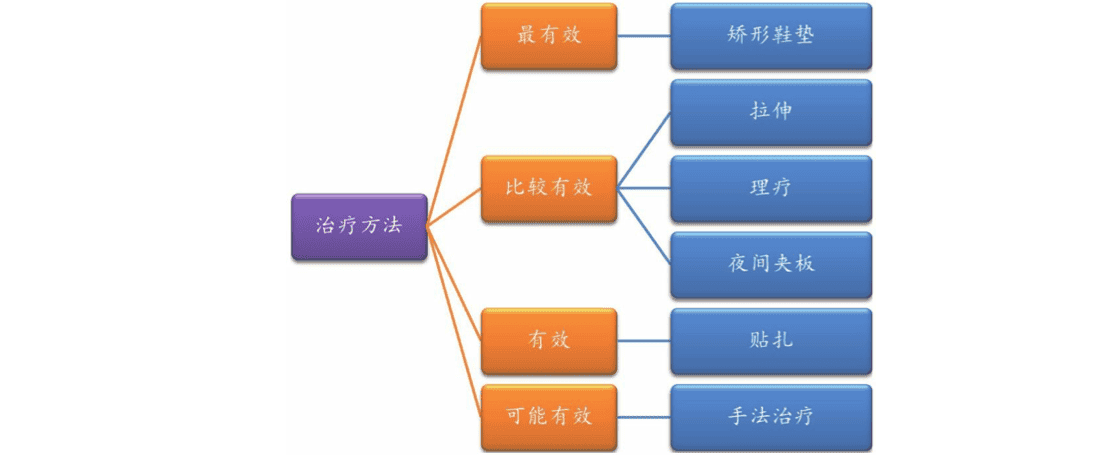 治疗方法
最有效
矫形鞋垫
比较有效
拉伸
理疗
夜间夹板
有效
贴扎
可能有效
手法治疗